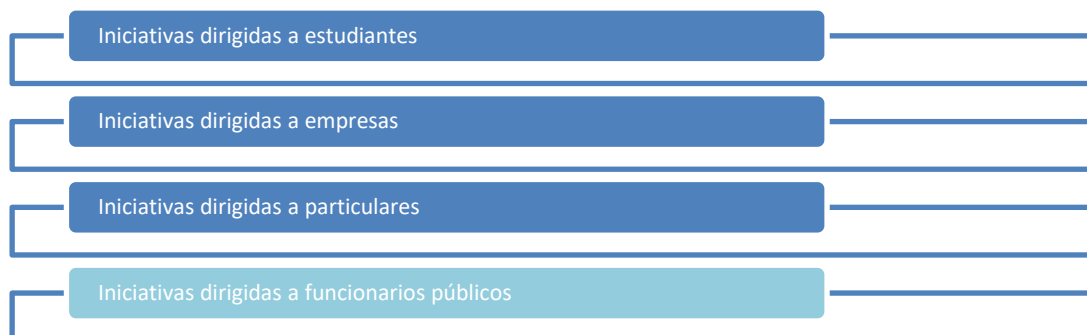 Iniciativas dirigidas a estudiantes
Iniciativas dirigidas a empresas
Iniciativas dirigidas a particulares
Iniciativas dirigidas a funcionarios públicos